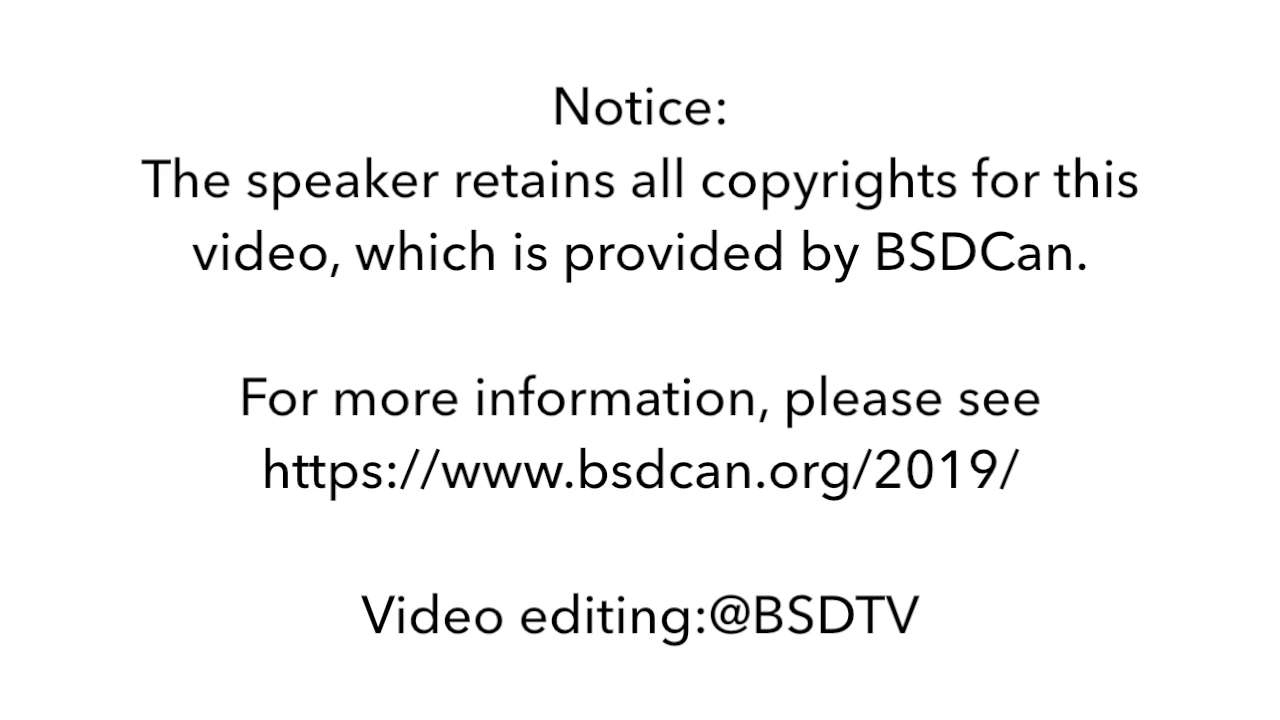 Notice:
The speaker retains all copyrights for this
video, which is provided by BSDCan.
For more information, please see
https://www.bsdcan.org/2019/
Video editing:@BSDTV